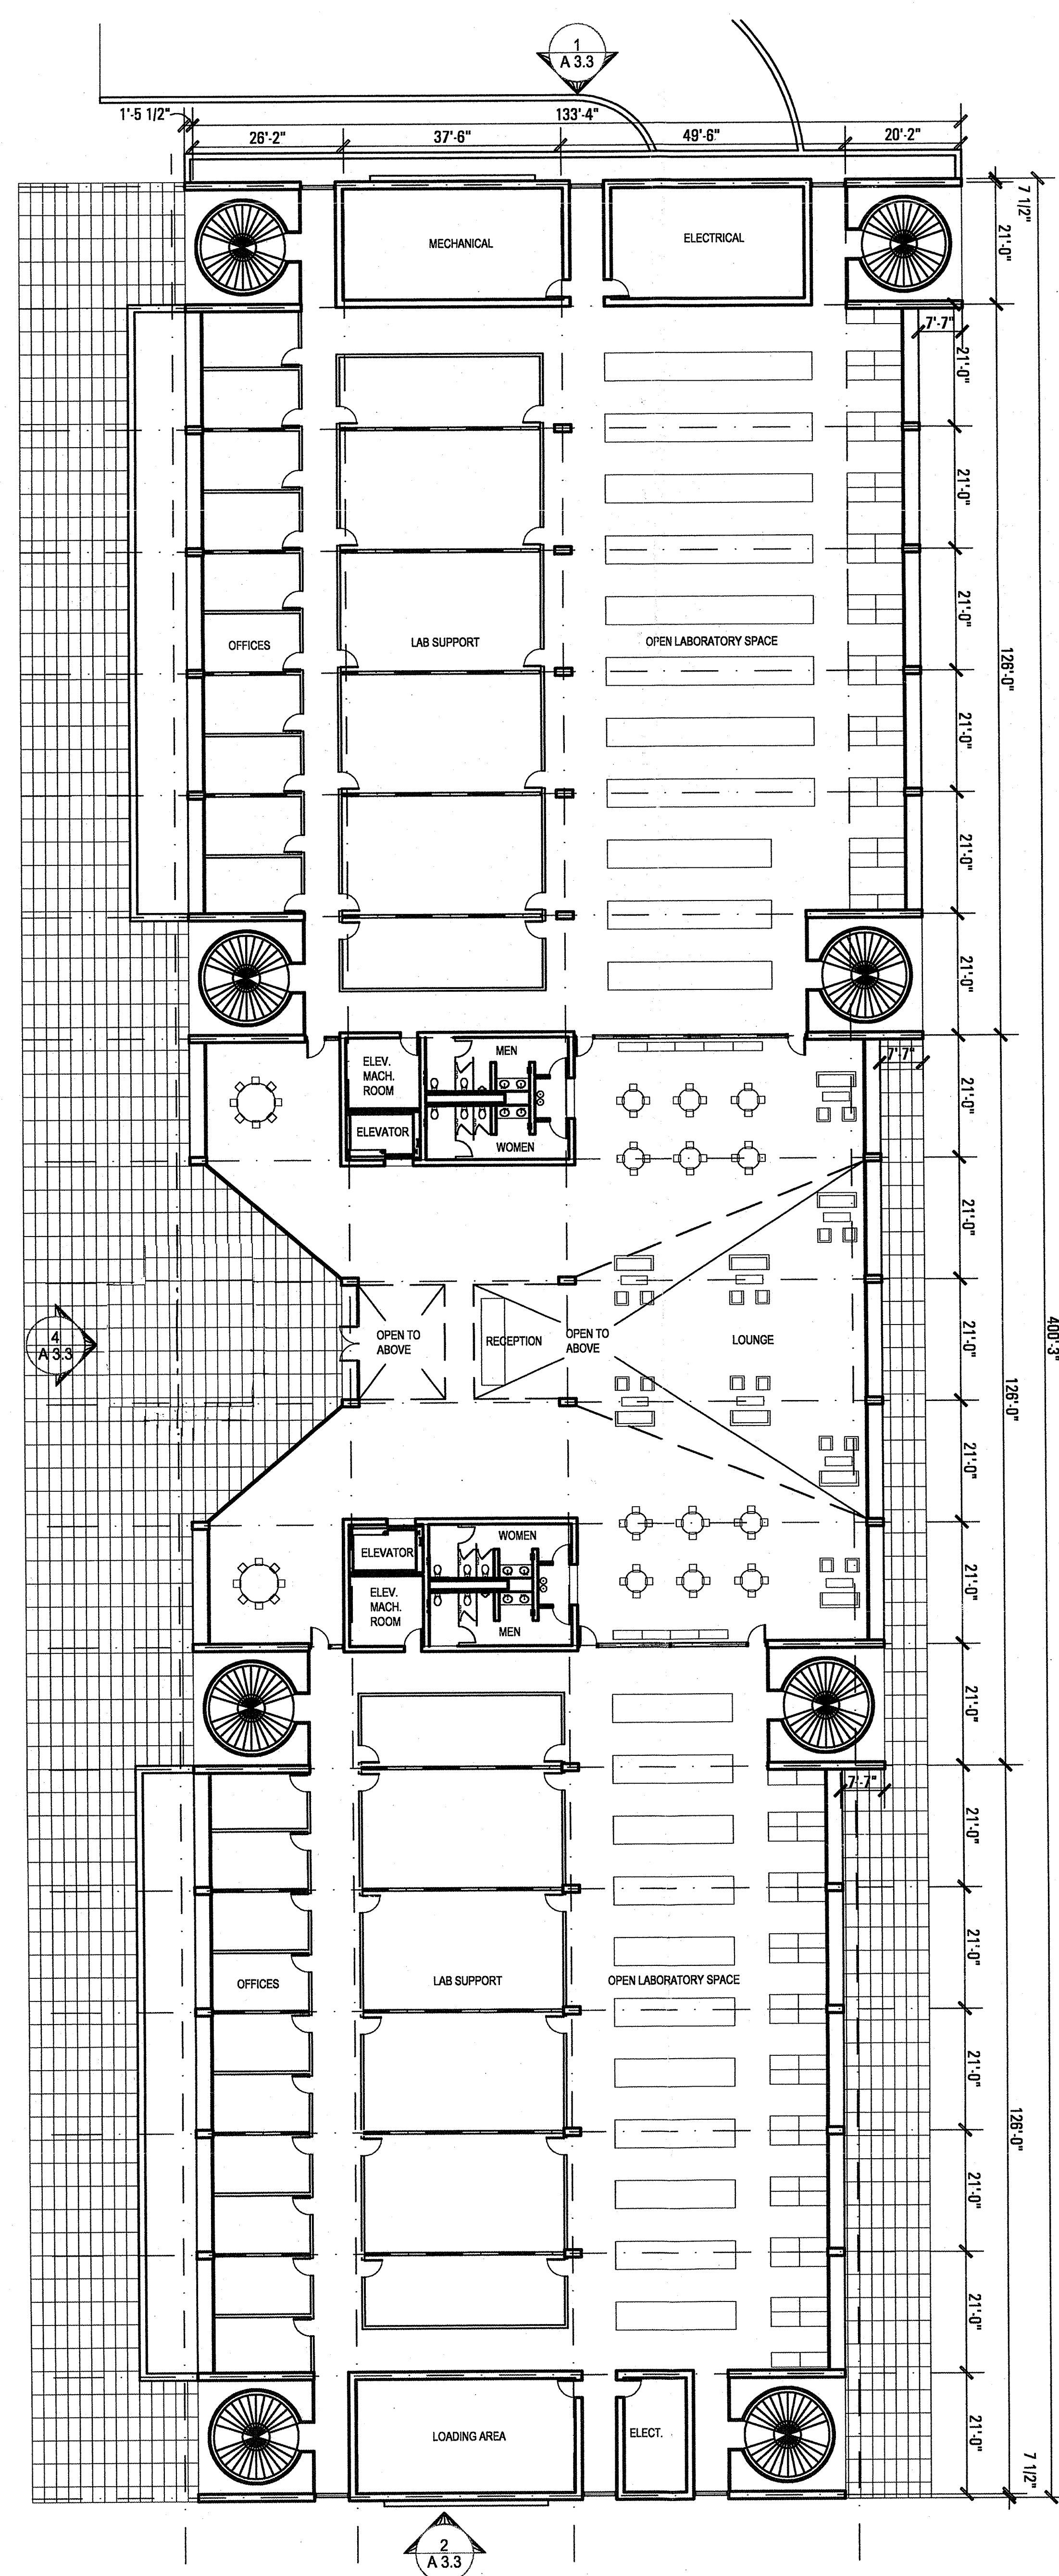 1
A 3.3
1'-5 1/2"
133'-4"
26'-2"
37'-6"
49'-6"
20'-2"
7 1/2"
21'-0"
MECHANICAL
ELECTRICAL
7'-7"
21'-0"
21'-0"
21'-0"
OFFICES
LAB SUPPORT
OPEN LABORATORY SPACE
126'-0"
21'-0"
21'-0"
21'-0"
ELEV.
MACH.
ROOM
MEN
7'-7"
21'-0"
ELEVATOR
WOMEN
21'-0"
4
A 3.3
OPEN TO
ABOVE
RECEPTION
OPEN TO
ABOVE
LOUNGE
21'-0"
400'-3"
126'-0"
21'-0"
ELEVATOR
WOMEN
21'-0"
ELEV.
MACH.
ROOM
MEN
21'-0"
7'-7"
21'-0"
21'-0"
OFFICES
LAB SUPPORT
OPEN LABORATORY SPACE
21'-0"
126'-0"
21'-0"
21'-0"
LOADING AREA
ELECT.
21'-0"
7 1/2"
2
A 3.3